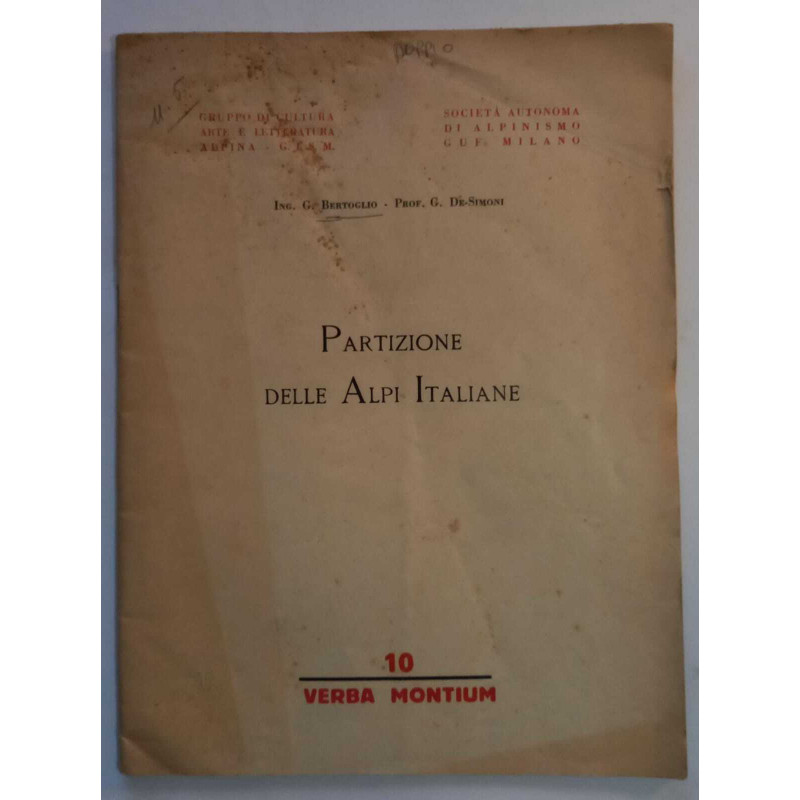 DOPPIO
GRUPPO DI CULTURA
ARTE E LETTERATURA
ALPINA - G. E. S. M.
SOCIETÀ AUTONOMA
DI ALPINISMO
GUF. MILANO
ING. G. BERTOGLIO - PROF. G. DE-SIMONI
PARTIZIONE
DELLE ALPI ITALIANE
10
VERBA MONTIUM